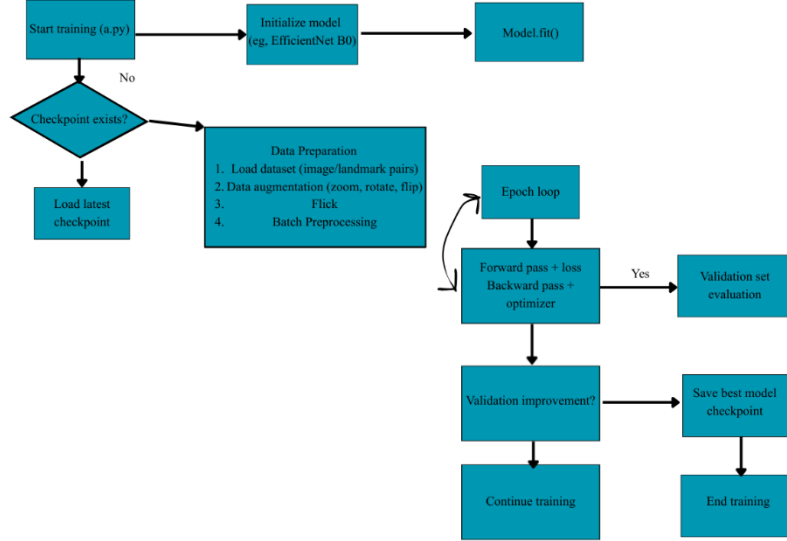 Start training (a.py)
Initialize model
(eg, EfficientNet B0)
Model.fit()
No
Checkpoint exists?
Load latest
checkpoint
Data Preparation
1. Load dataset (image/landmark pairs)
2. Data augmentation (zoom, rotate, flip)
3. Flick
4. Batch Preprocessing
Epoch loop
Forward pass + loss
Backward pass +
optimizer
Yes
Validation set
evaluation
Validation improvement?
Save best model
checkpoint
Continue training
End training